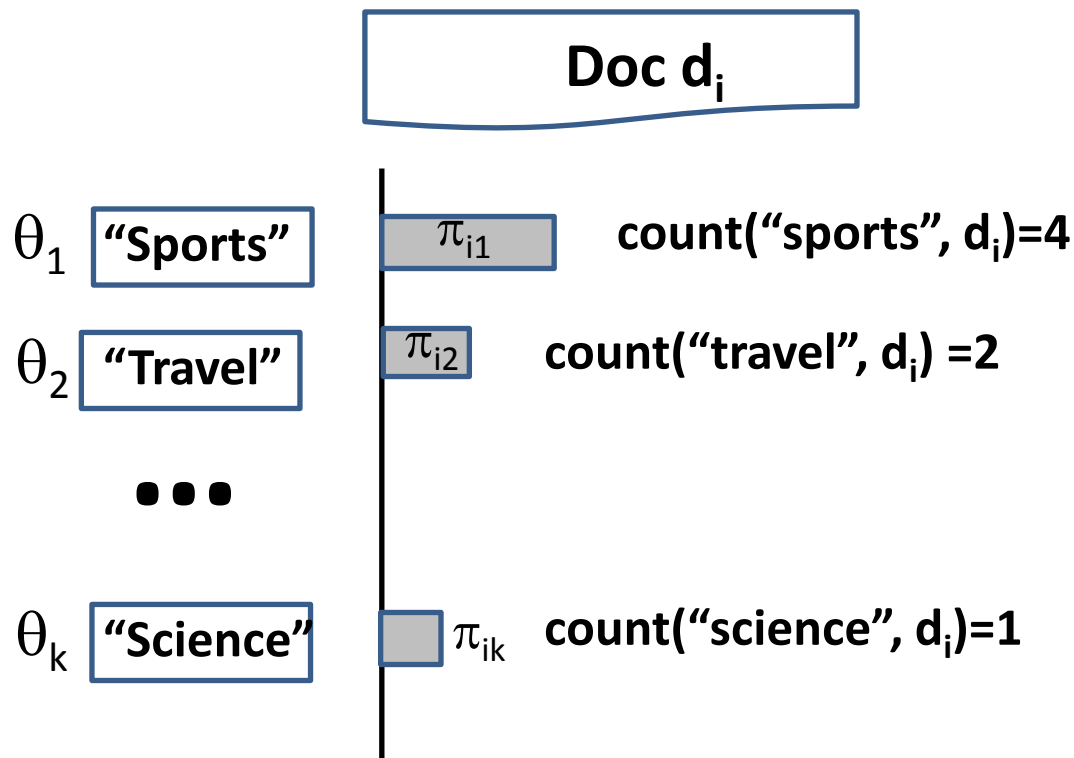 Doc dᵢ
θ₁ “Sports” πᵢ₁ count(“sports”, dᵢ)=4
θ₂ “Travel” πᵢ₂ count(“travel”, dᵢ) =2
...
θₖ “Science” πᵢₖ count(“science”, dᵢ)=1